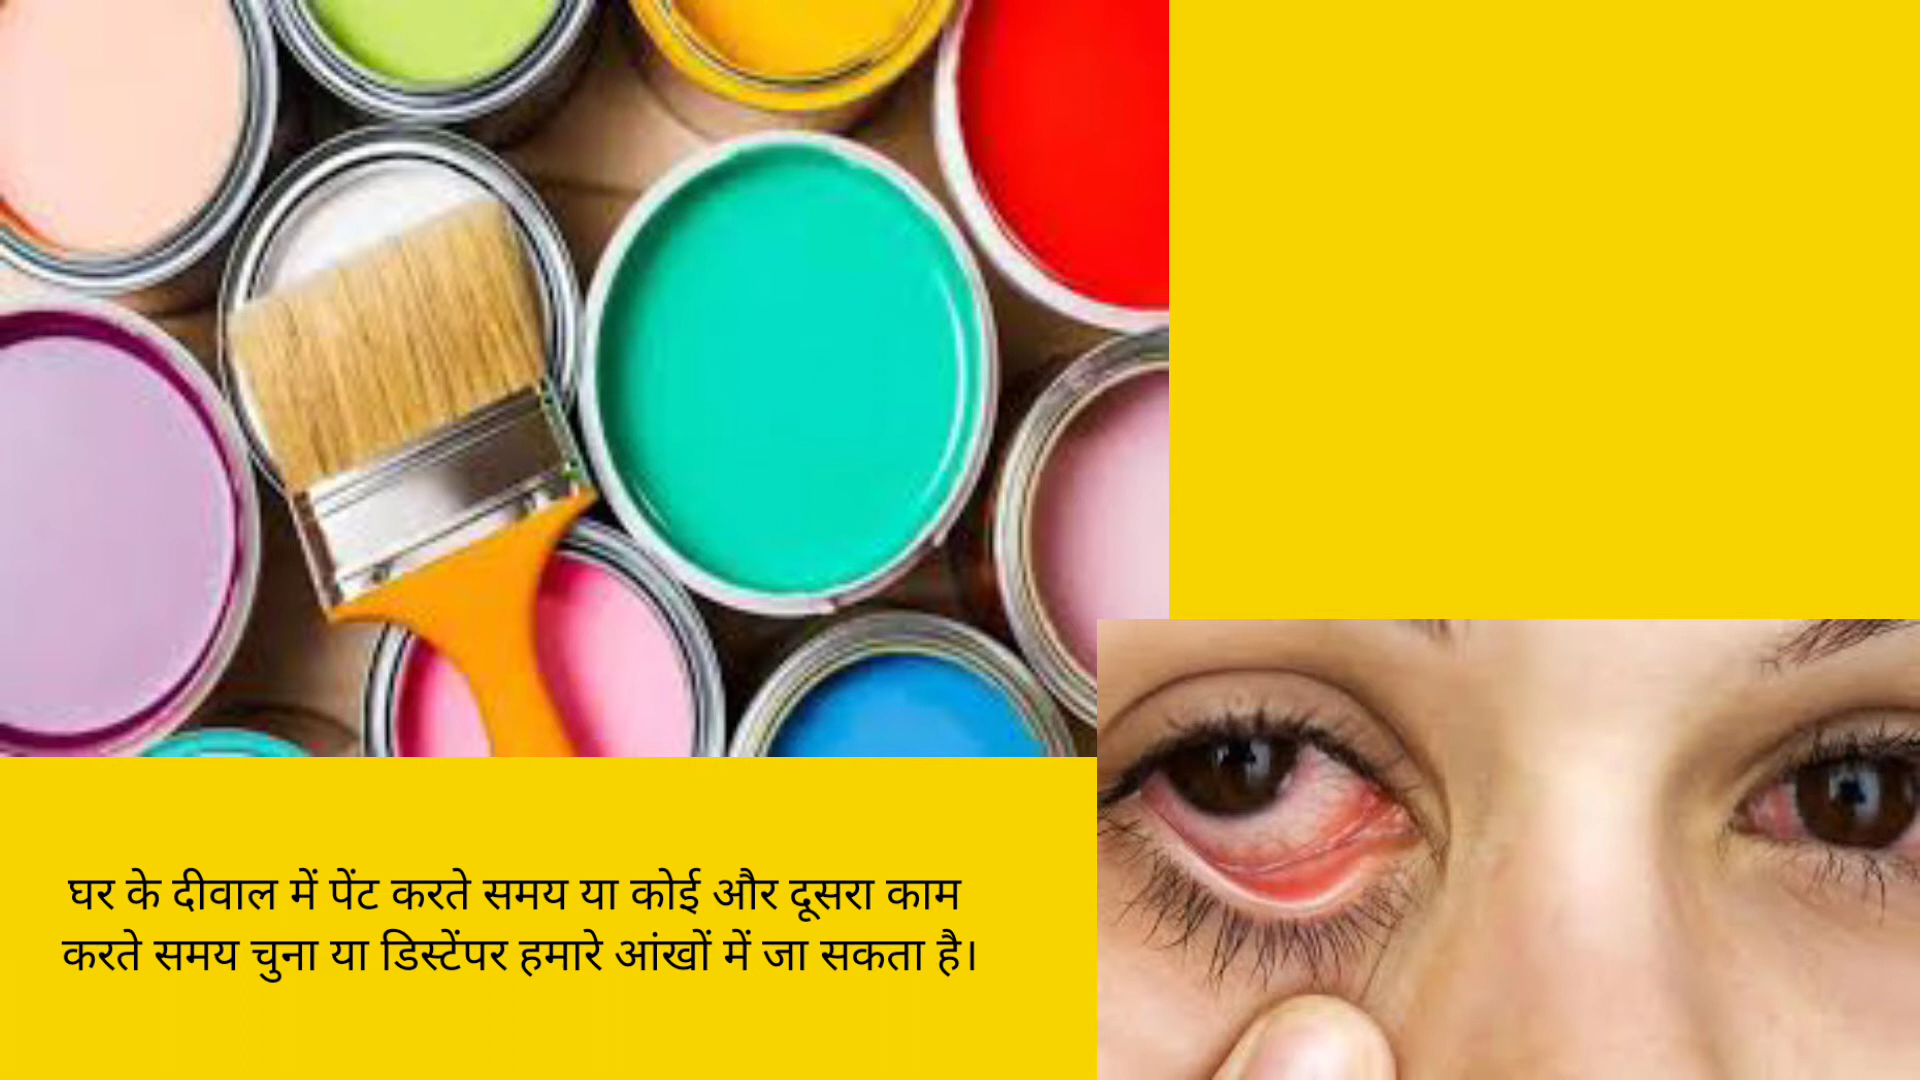 घर के दीवाल में पेंट करते समय या कोई और दूसरा काम
करते समय चुना या डिस्टेंपर हमारे आंखों में जा सकता है।